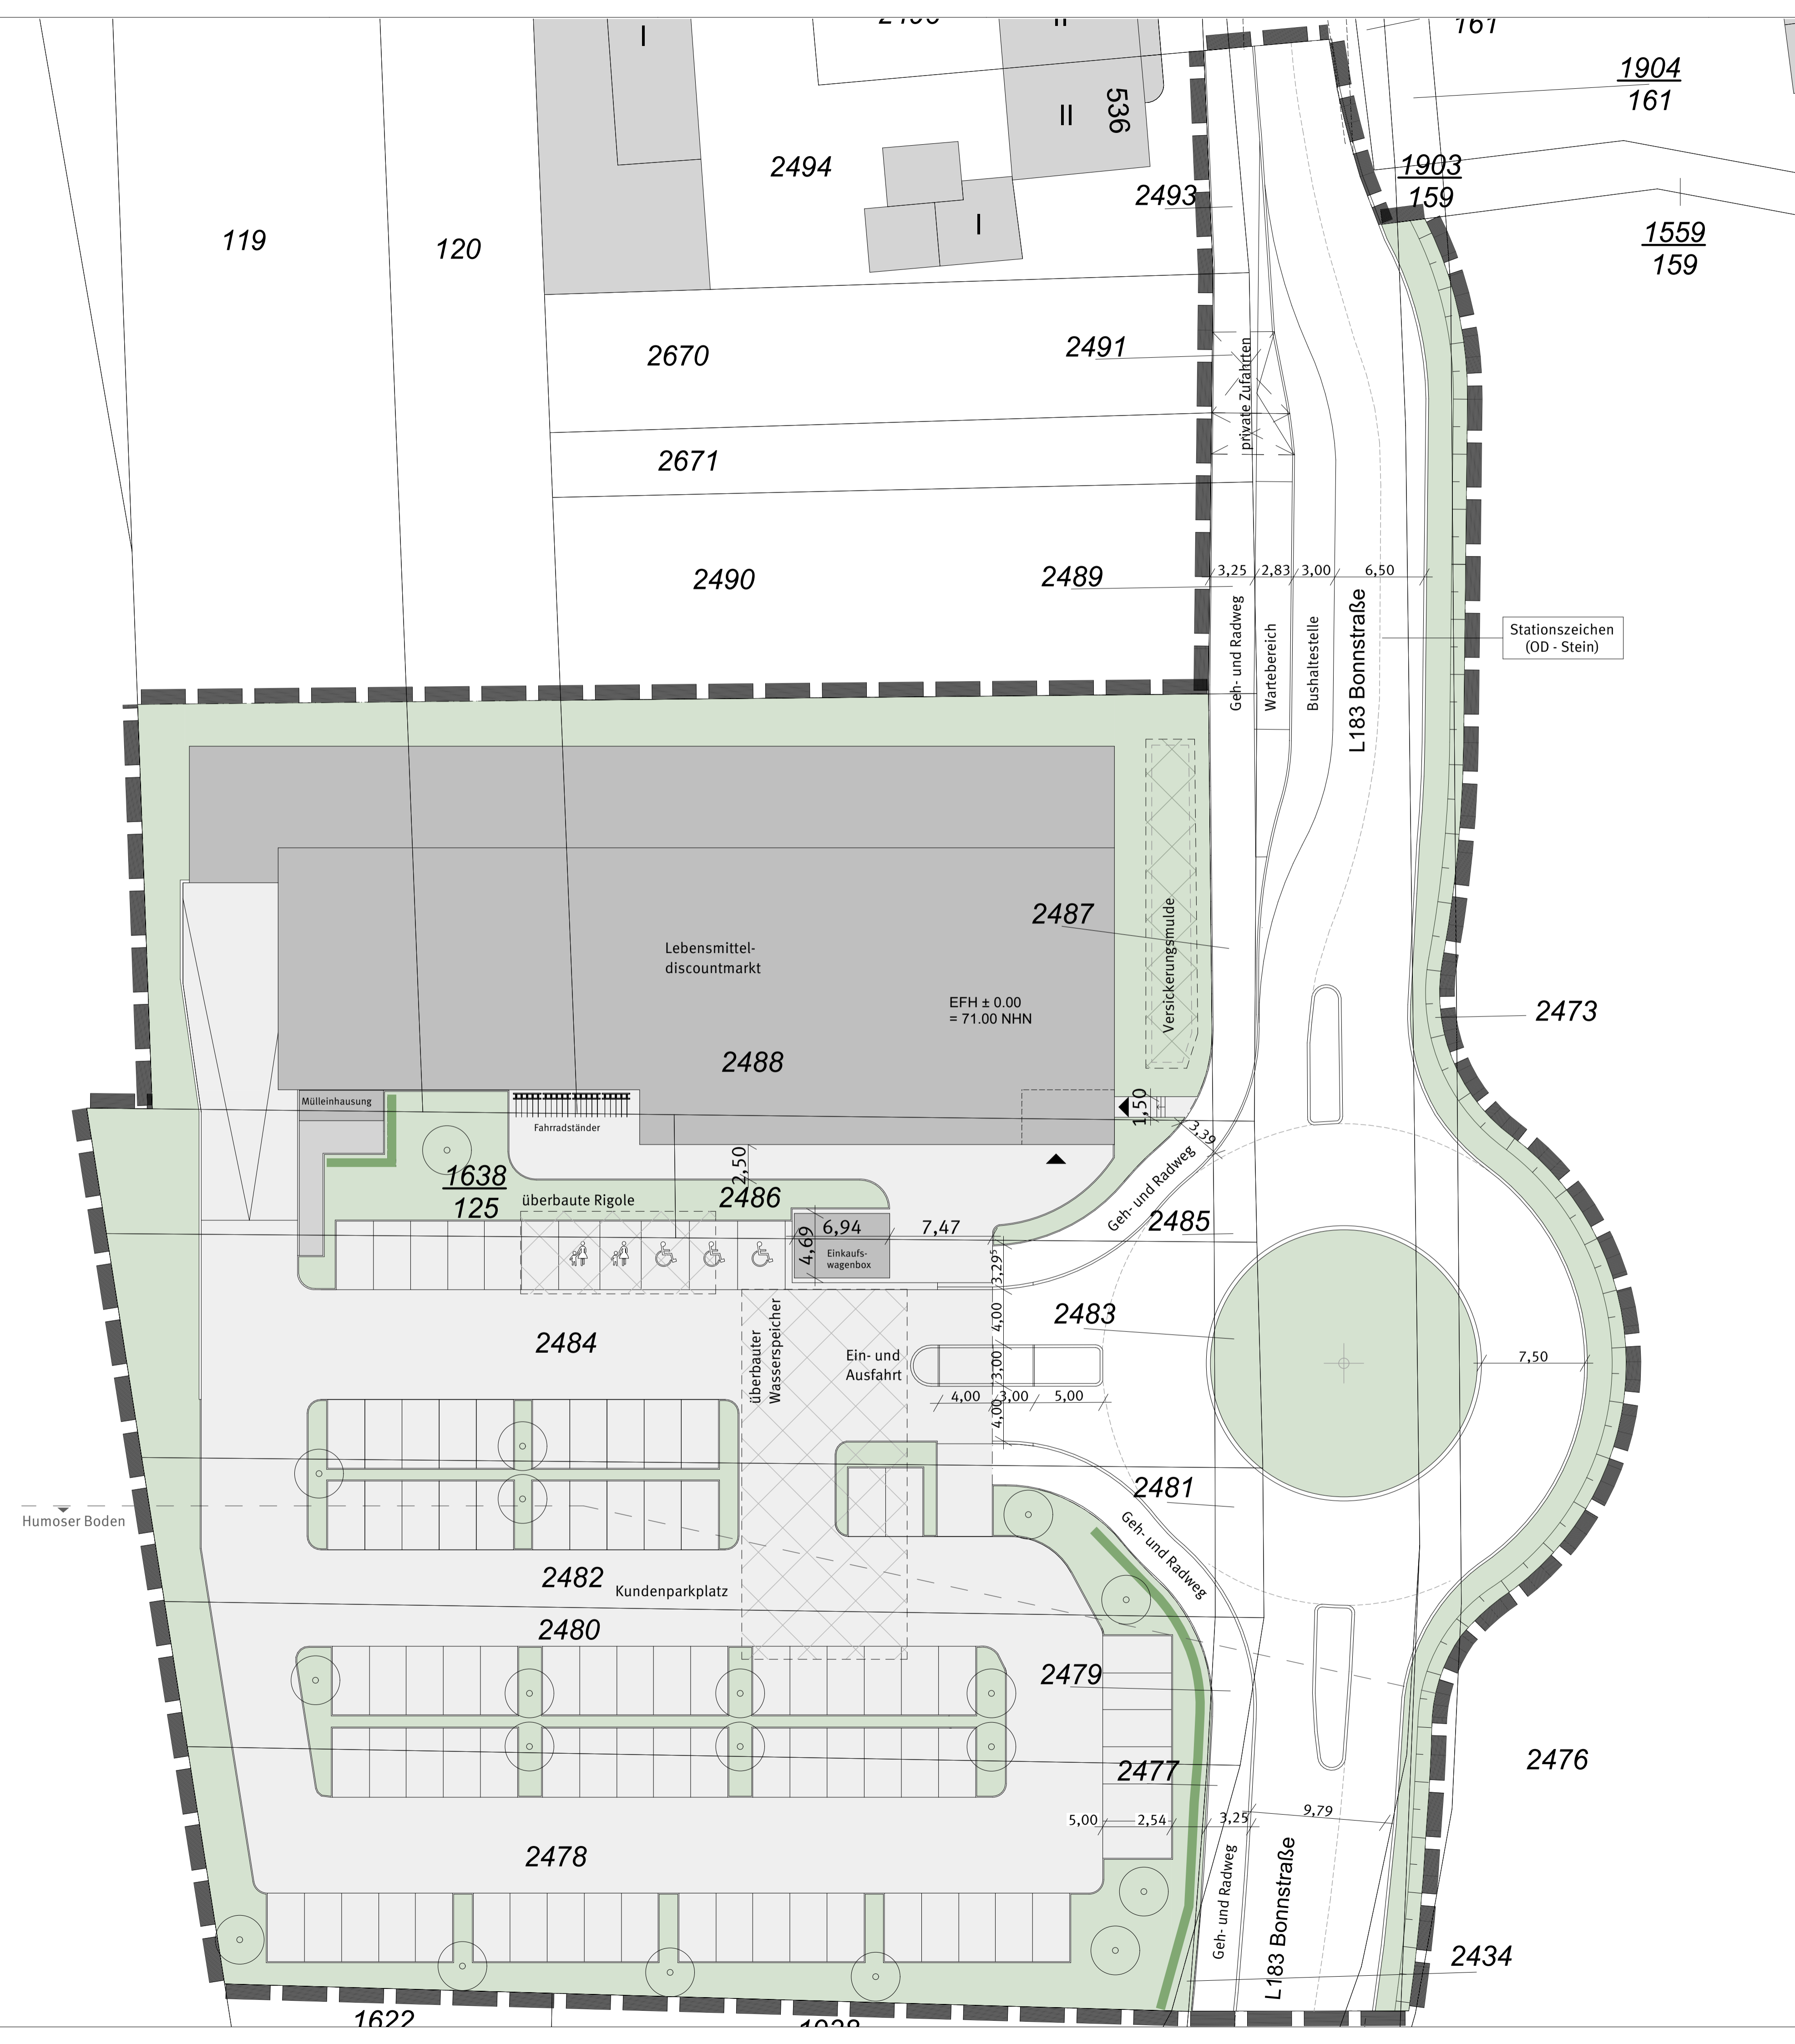 I
II
536
161
1904
161
2494
1903
159
2493
1559
159
119
120
2670
2491
private Zufahrten
2671
2490
2489
3,25
2,83
3,00
6,50
Geh- und Radweg
Wartebereich
Bushaltestelle
L183 Bonnstraße
Stationszeichen
(OD - Stein)
I
II
2487
Lebensmittel-
discountmarkt
Versickerungsmulde
EFH ± 0.00
= 71.00 NHN
2473
2488
Mülleinhausung
Fahrradständer
1,50
3,39
Geh- und Radweg
2,50
1638
125
überbaute Rigole
2486
2485
6,94
7,47
4,69
Einkaufs-
wagenbox
3,29⁵
4,00
2484
überbauter
Wasserspeicher
Ein- und
Ausfahrt
2483
3,00
7,50
4,00
3,00
5,00
4,00
2481
Humoser Boden
Geh- und Radweg
2482
Kundenparkplatz
2480
2479
2477
2476
5,00
2,54
3,25
9,79
2478
Geh- und Radweg
L183 Bonnstraße
2434
1622